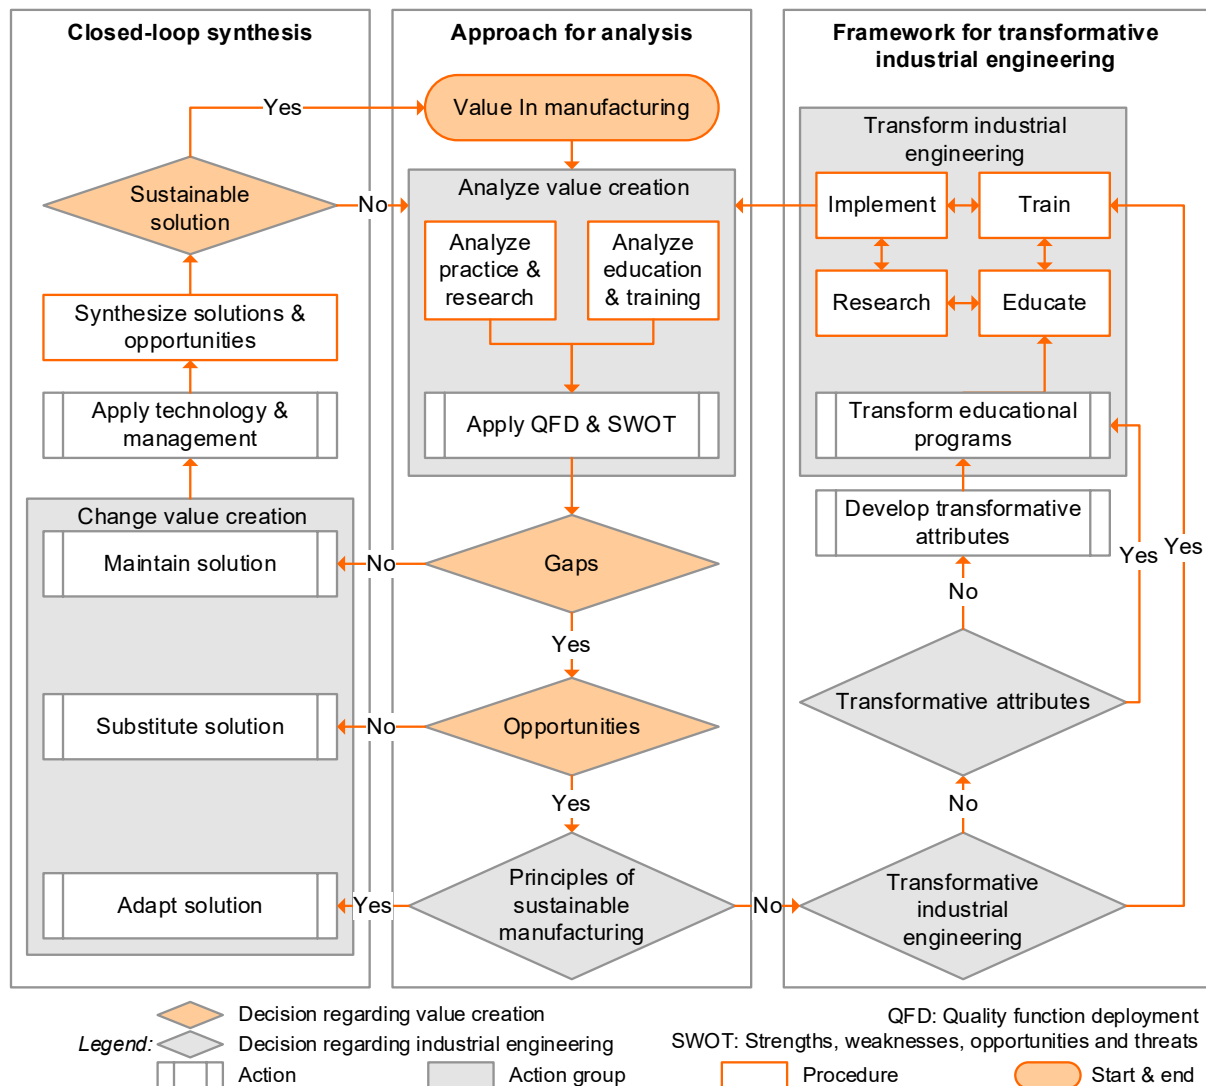 Closed-loop synthesis
Yes
Sustainable
solution
No
Synthesize solutions &
opportunities
Apply technology &
management
Change value creation
Maintain solution
No
Substitute solution
No
Adapt solution
Yes
Approach for analysis
Value In manufacturing
Analyze value creation
Analyze
practice &
research
Analyze
education
& training
Apply QFD & SWOT
Gaps
Yes
Opportunities
Yes
Principles of
sustainable
manufacturing
No
Framework for transformative
industrial engineering
Transform industrial
engineering
Implement
Train
Research
Educate
Transform educational
programs
Develop transformative
attributes
Yes
Yes
No
Transformative attributes
No
Transformative
industrial
engineering
Legend:
Decision regarding value creation
Decision regarding industrial engineering
Action
Action group
QFD: Quality function deployment
SWOT: Strengths, weaknesses, opportunities and threats
Procedure
Start & end